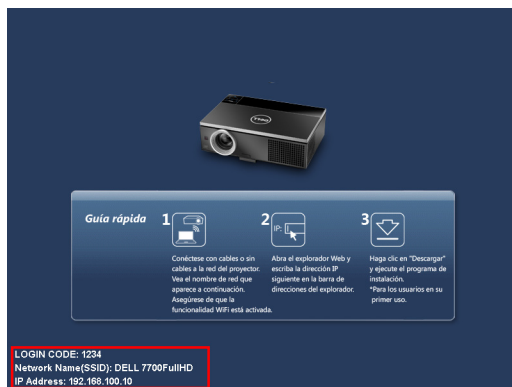 DELL
Guía rápida
1
2
3
IP:
Conéctese con cables o sin
cables a la red del proyector.
Vea el nombre de red que
aparece a continuación.
Asegúrese de que la
funcionalidad WiFi está activada.
Abra el explorador Web y
escriba la dirección IP
siguiente en la barra de
direcciones del explorador.
Haga clic en "Descargar"
y ejecute el programa de
instalación.
*Para los usuarios en su
primer uso.
LOGIN CODE: 1234
Network Name(SSID): DELL 7700FullHD
IP Address: 192.168.100.10